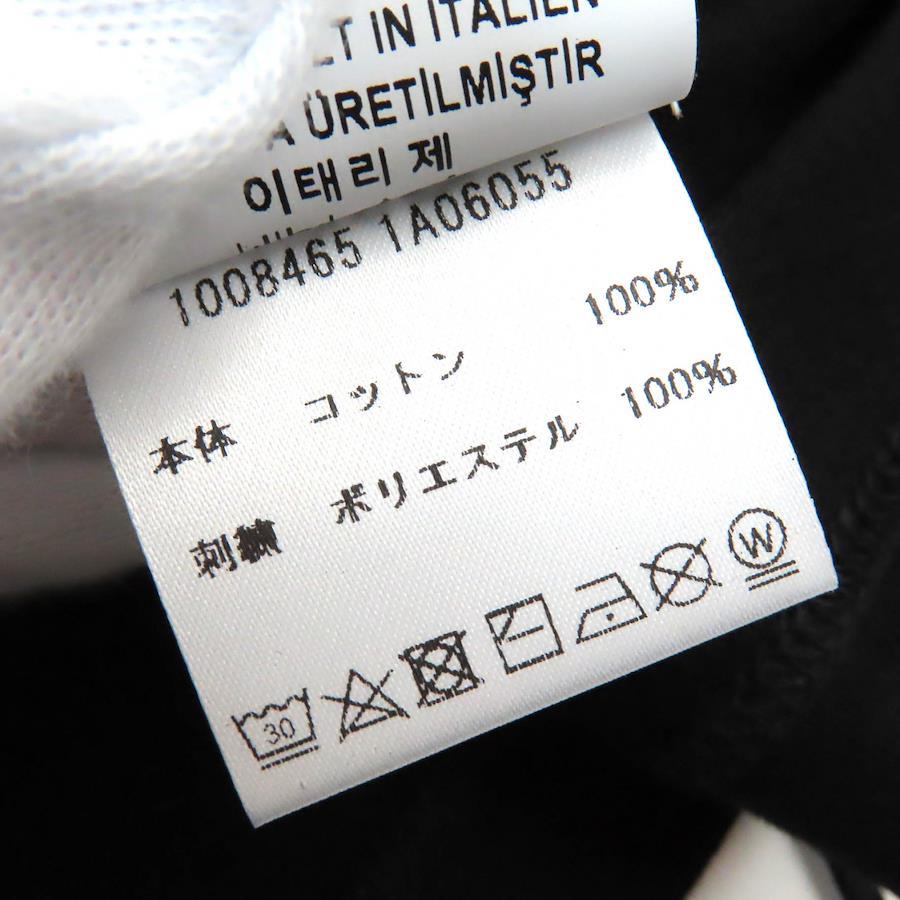 IN ITALIEN
ÜRETİLMİŞTİR
이태리 제
1008465 1A06055
本体 コットン 100%
刺繍 ポリエステル 100%
30
W